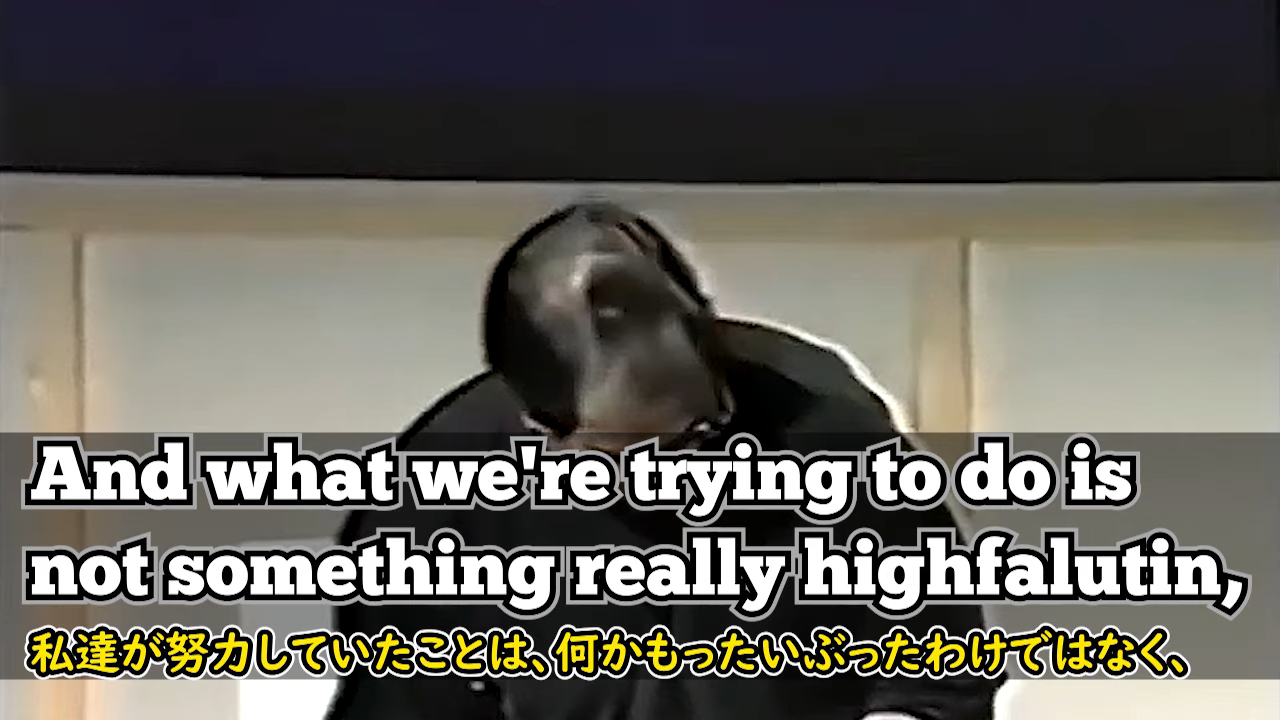 And what we're trying to do is
not something really highfalutin,
私達が努力していたことは、何かもったいぶったわけではなく、